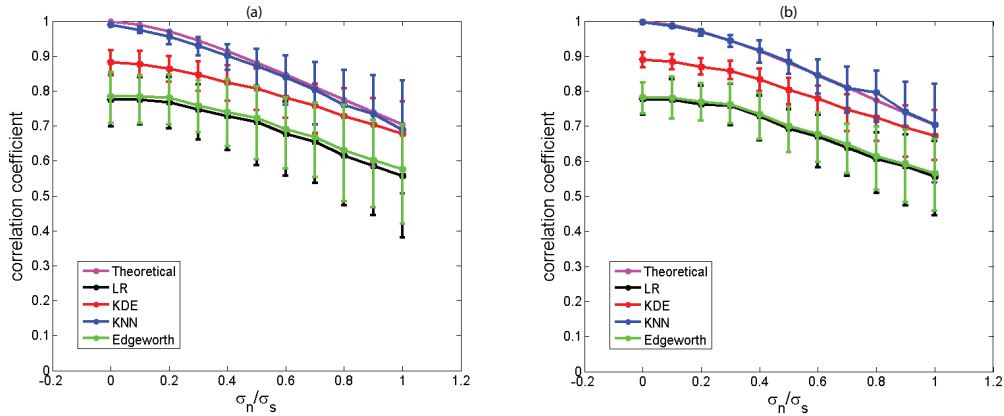 (a)
1
0.9
0.8
0.7
0.6
0.5
0.4
0.3
0.2
0.1
0
correlation coefficient
Theoretical
LR
KDE
KNN
Edgeworth
-0.2 0 0.2 0.4 0.6 0.8 1 1.2
σn/σs
(b)
1
0.9
0.8
0.7
0.6
0.5
0.4
0.3
0.2
0.1
0
correlation coefficient
Theoretical
LR
KDE
KNN
Edgeworth
-0.2 0 0.2 0.4 0.6 0.8 1 1.2
σn/σs